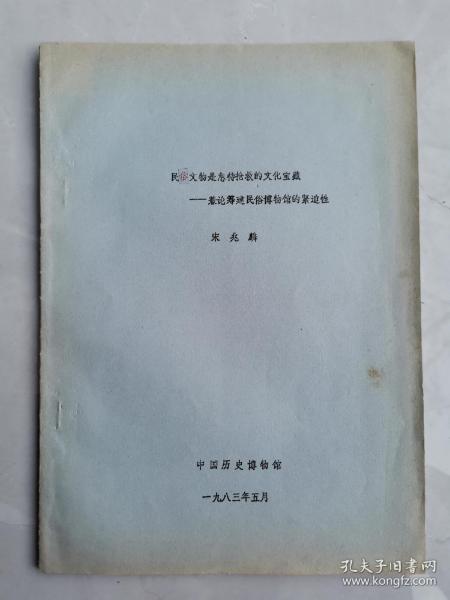 民俗文物是急待抢救的文化宝藏
——兼论筹建民俗博物馆的紧迫性
宋兆麟
中国历史博物馆
一九八三年五月
孔夫子旧书网
www.kongfz.com